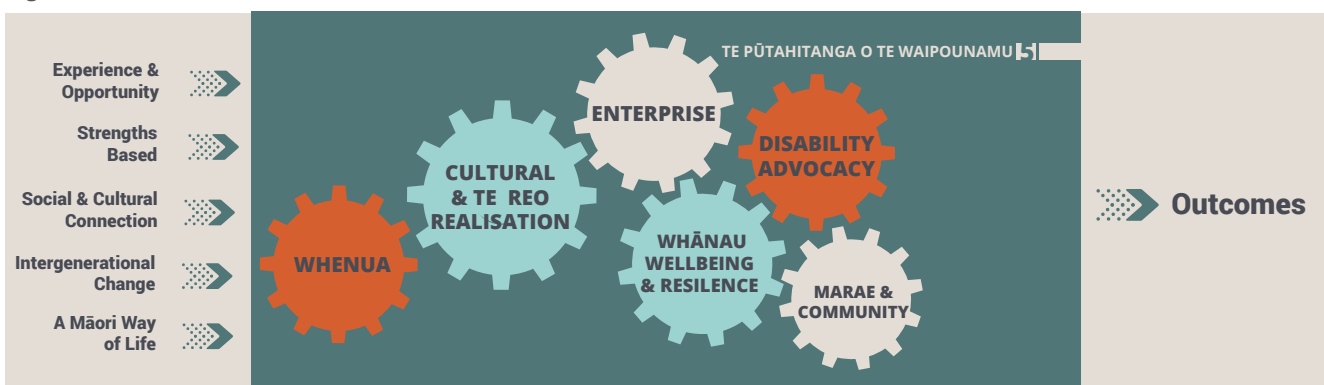 Experience &
Opportunity
Strengths
Based
Social & Cultural
Connection
Intergenerational
Change
A Māori Way
of Life
TE PŪTAHITANGA O TE WAIPOUNAMU 5
WHENUA
CULTURAL
& TE REO
REALISATION
ENTERPRISE
DISABILITY
ADVOCACY
WHĀNAU
WELLBEING
& RESILENCE
MARAE &
COMMUNITY
Outcomes